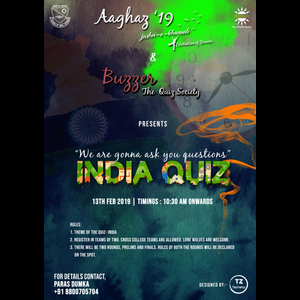 Aaghaz '19
jashn-e-khwaab
&
Buzzer
The Quiz Society
PRESENTS
"We are gonna ask you questions"
INDIA QUIZ
13TH FEB 2019 | TIMINGS : 10:30 AM ONWARDS
RULES:
1. THEME OF THE QUIZ- INDIA
2. REGISTER IN TEAMS OF TWO. CROSS COLLEGE TEAMS ARE ALLOWED. LONE WOLVES ARE WELCOME.
3. THERE WILL BE TWO ROUNDS, PRELIMS AND FINALS. RULES OF BOTH THE ROUNDS WILL BE DECLARED
ON THE SPOT.
FOR DETAILS CONTACT,
PARAS DUMKA
+91 8800705704
DESIGNED BY:-
TZ